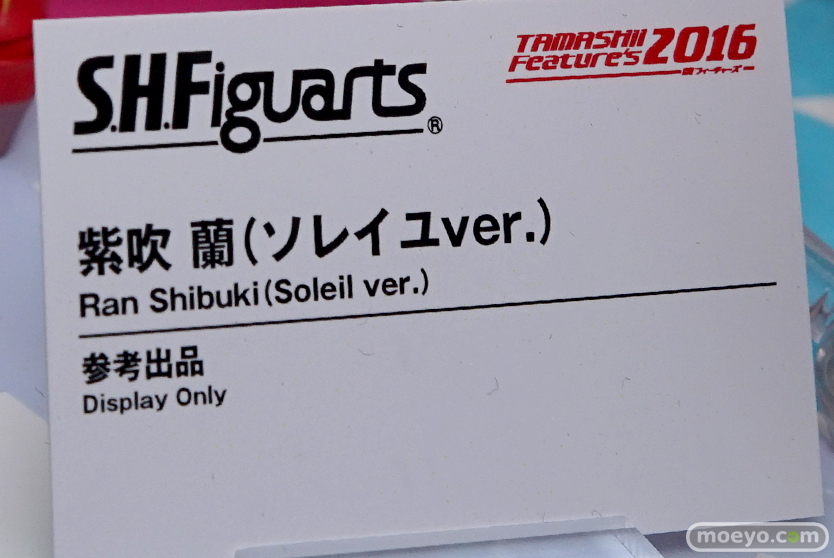 S.H.Figuarts®
TAMASHII
Feature's 2016
魂フィーチャーズ
紫吹 蘭(ソレイユver.)
Ran Shibuki(Soleil ver.)
参考出品
Display Only
moeyo.com